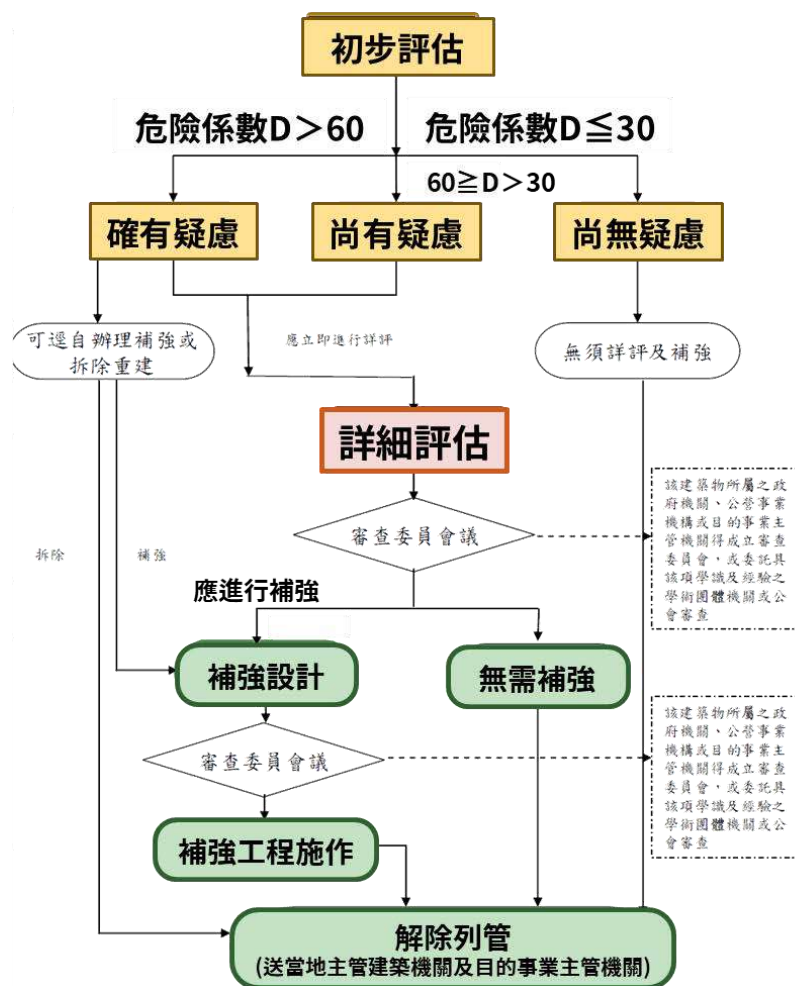 初步評估
危險係數D＞60
危險係數D≦30
60≧D＞30
確有疑慮
尚有疑慮
尚無疑慮
可逕自辦理補強或
拆除重建
應立即進行詳評
無須詳評及補強
詳細評估
審查委員會議
該建築物所屬之政
府機關、公營事業
機構或目的事業主
管機關得成立審查
委員會，或委託具
該項學識及經驗之
學術團體機關或公
會審查
拆除
補強
應進行補強
補強設計
無需補強
審查委員會議
該建築物所屬之政
府機關、公營事業
機構或目的事業主
管機關得成立審查
委員會，或委託具
該項學識及經驗之
學術團體機關或公
會審查
補強工程施作
解除列管
(送當地主管建築機關及目的事業主管機關)